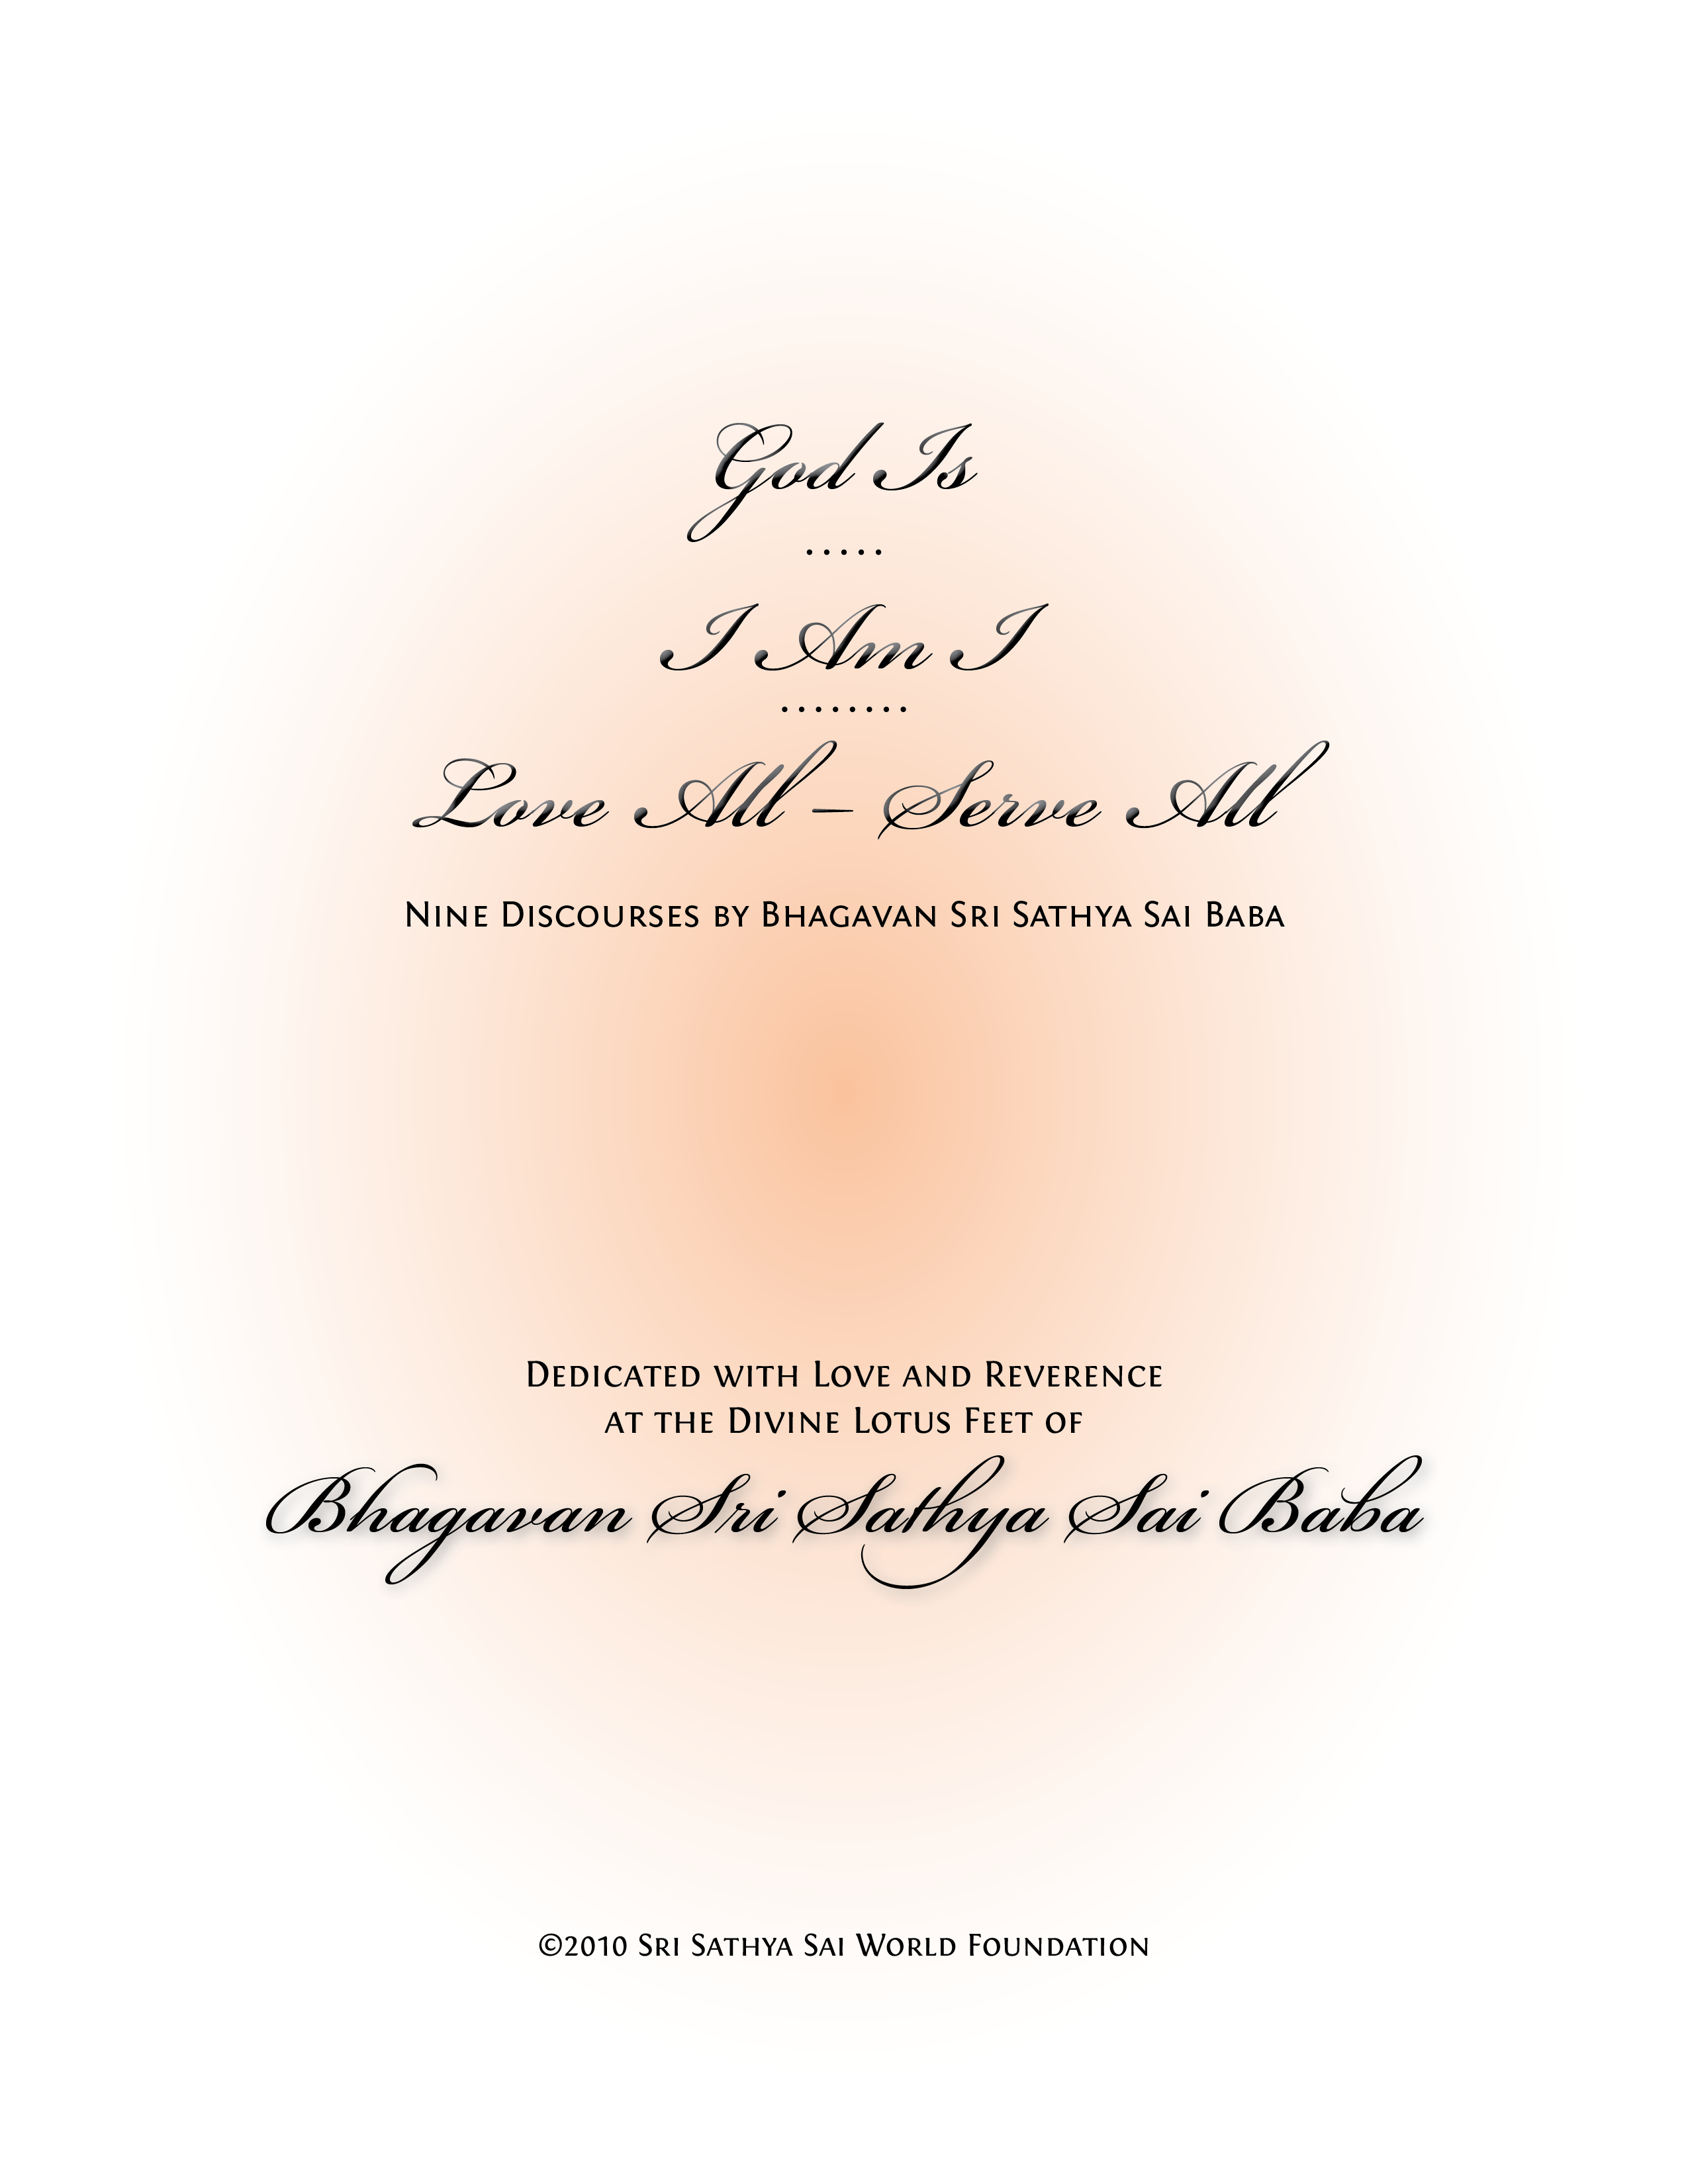 God Is
.....
I Am I
........
Love All – Serve All
Nine Discourses by Bhagavan Sri Sathya Sai Baba
Dedicated with Love and Reverence
at the Divine Lotus Feet of
Bhagavan Sri Sathya Sai Baba
©2010 Sri Sathya Sai World Foundation